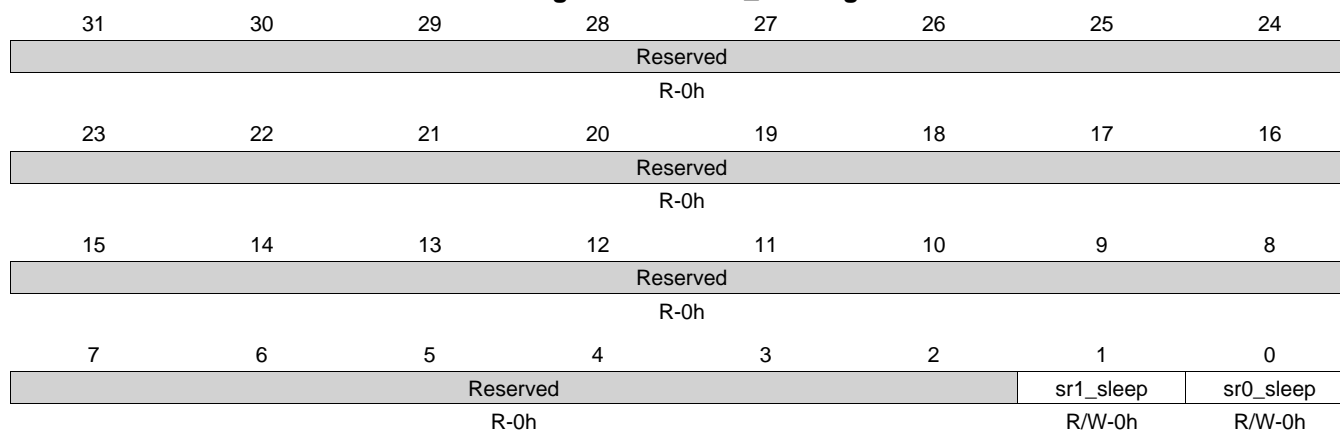 31 30 29 28 27 26 25 24
Reserved
R-0h
23 22 21 20 19 18 17 16
Reserved
R-0h
15 14 13 12 11 10 9 8
Reserved
R-0h
7 6 5 4 3 2 1 0
Reserved sr1_sleep sr0_sleep
R-0h R/W-0h R/W-0h